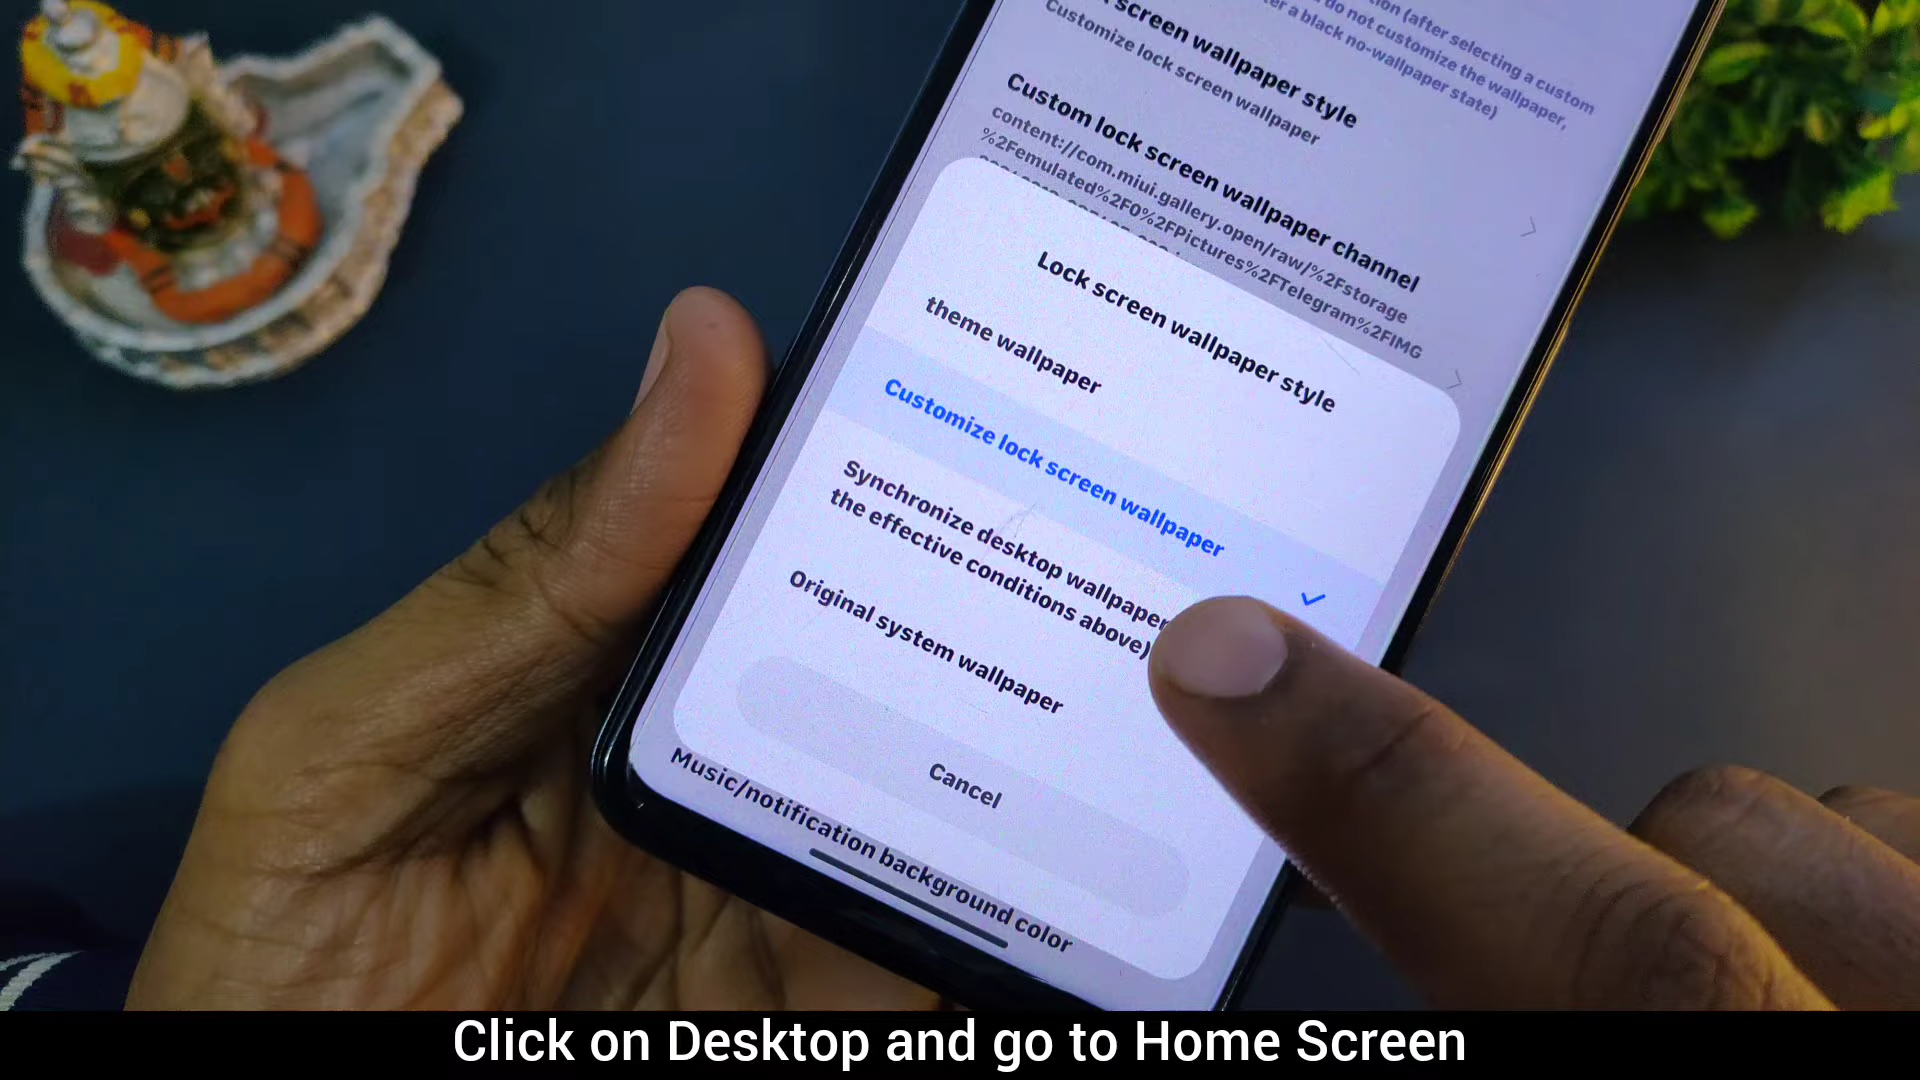 tion (after selecting a custom
do not customize the wallpaper,
ter a black no-wallpaper state)
screen wallpaper style
Customize lock screen wallpaper
Custom lock screen wallpaper channel
content://com.miui.gallery.open/raw/%2Fstorage
%2Femulated%2F0%2FPictures%2FTelegram%2FIMG
Lock screen wallpaper style
theme wallpaper
Customize lock screen wallpaper
Synchronize desktop wallpaper
the effective conditions above)
Original system wallpaper
Cancel
Music/notification background color
Click on Desktop and go to Home Screen